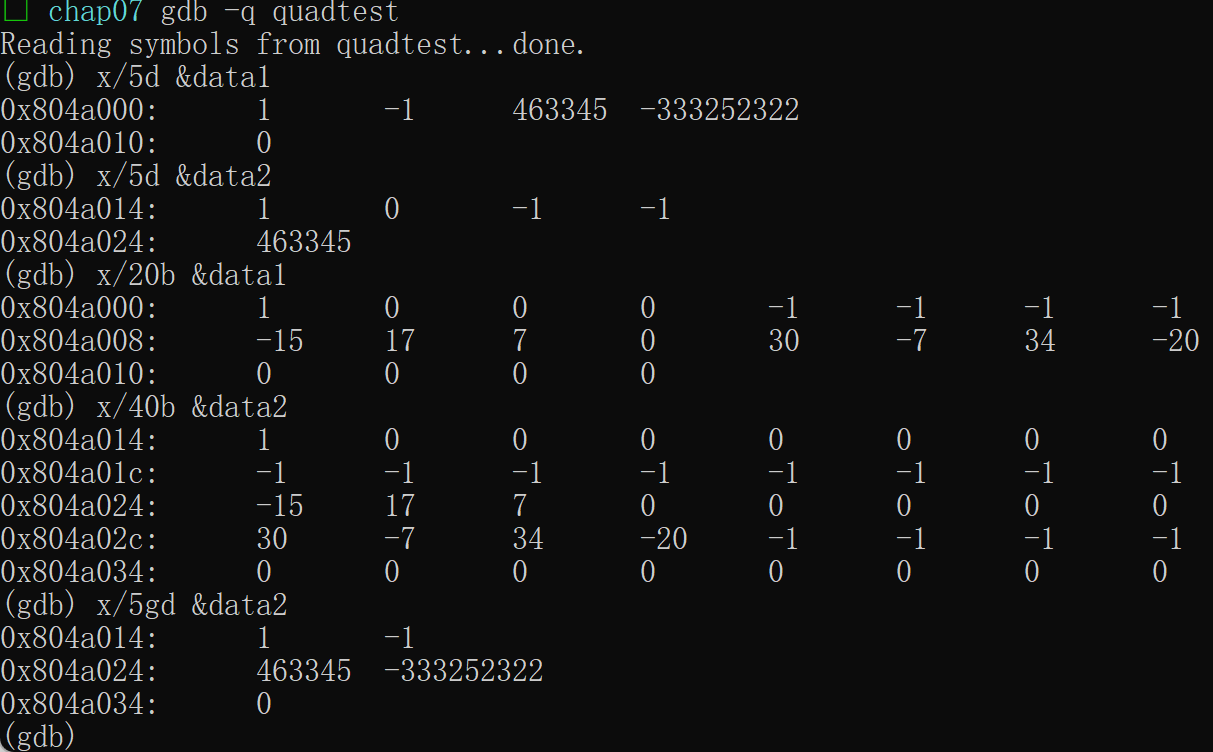 chap07 gdb -q quadtest
Reading symbols from quadtest...done.
(gdb) x/5d &data1
0x804a000: 1 -1 463345 -333252322
0x804a010: 0
(gdb) x/5d &data2
0x804a014: 1 0 -1 -1
0x804a024: 463345
(gdb) x/20b &data1
0x804a000: 1 0 0 0 -1 -1 -1 -1
0x804a008: -15 17 7 0 30 -7 34 -20
0x804a010: 0 0 0 0
(gdb) x/40b &data2
0x804a014: 1 0 0 0 0 0 0 0
0x804a01c: -1 -1 -1 -1 -1 -1 -1 -1
0x804a024: -15 17 7 0 0 0 0 0
0x804a02c: 30 -7 34 -20 -1 -1 -1 -1
0x804a034: 0 0 0 0 0 0 0 0
(gdb) x/5gd &data2
0x804a014: 1 -1
0x804a024: 463345 -333252322
0x804a034: 0
(gdb)